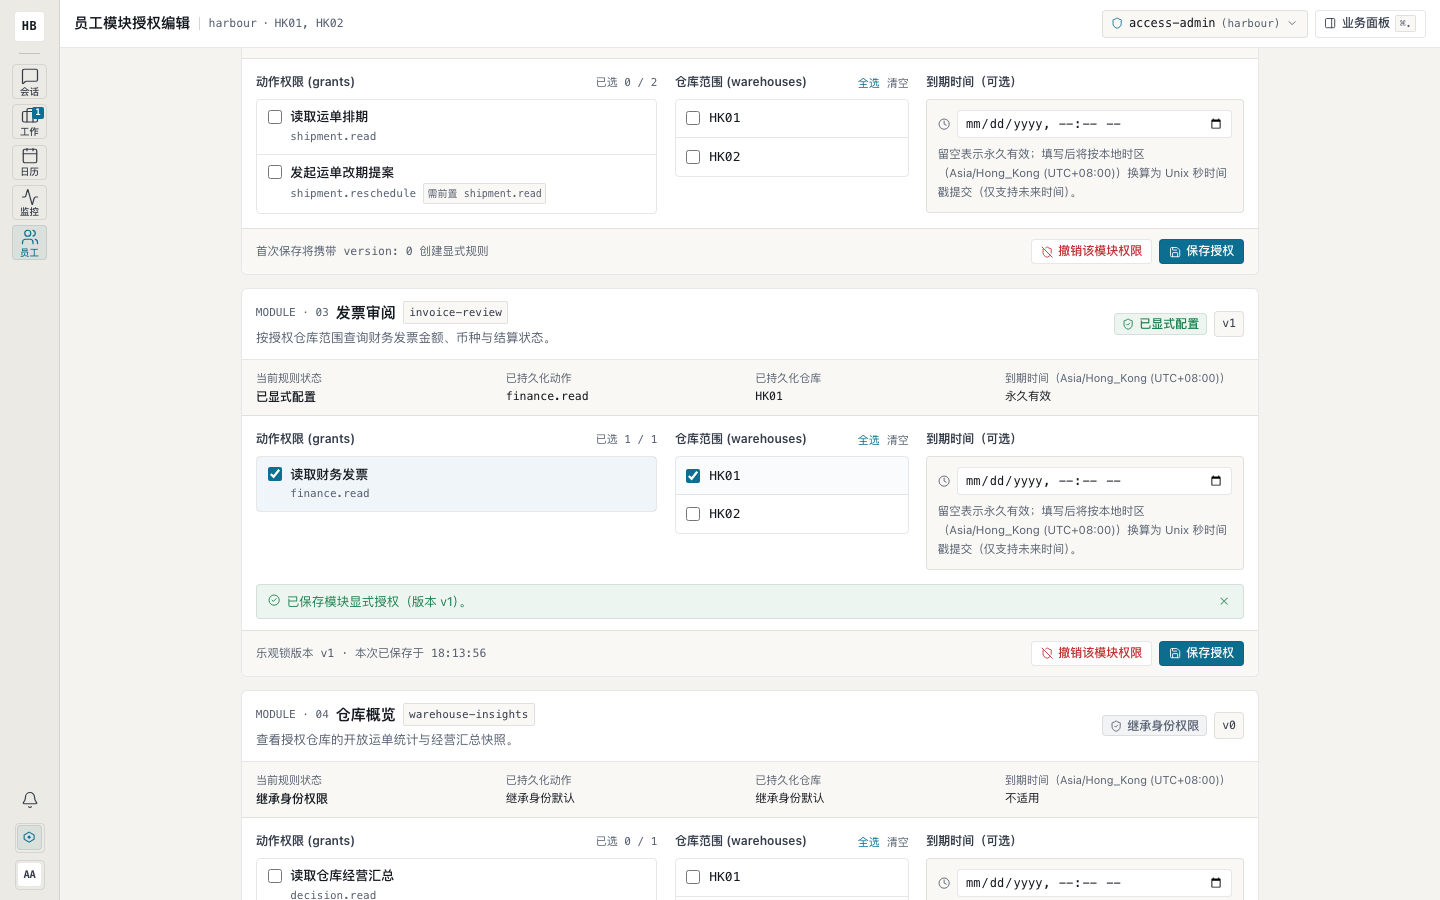 HB
员工模块授权编辑
harbour · HK01, HK02
access-admin (harbour)
业务面板 ⌘.
会话
1
工作
日历
监控
员工
AA
动作权限 (grants)
已选 0 / 2
读取运单排期
shipment.read
发起运单改期提案
shipment.reschedule 需前置 shipment.read
仓库范围 (warehouses)
全选 清空
HK01
HK02
到期时间（可选）
mm/dd/yyyy, --:-- --
留空表示永久有效；填写后将按本地时区
（Asia/Hong_Kong (UTC+08:00)）换算为 Unix 秒时间
戳提交（仅支持未来时间）。
首次保存将携带 version: 0 创建显式规则
撤销该模块权限
保存授权
MODULE · 03 发票审阅 invoice-review
按授权仓库范围查询财务发票金额、币种与结算状态。
已显式配置
v1
当前规则状态
已显式配置
已持久化动作
finance.read
已持久化仓库
HK01
到期时间（Asia/Hong_Kong (UTC+08:00)）
永久有效
动作权限 (grants)
已选 1 / 1
读取财务发票
finance.read
仓库范围 (warehouses)
全选 清空
HK01
HK02
到期时间（可选）
mm/dd/yyyy, --:-- --
留空表示永久有效；填写后将按本地时区
（Asia/Hong_Kong (UTC+08:00)）换算为 Unix 秒时间
戳提交（仅支持未来时间）。
已保存模块显式授权（版本 v1）。
乐观锁版本 v1 · 本次已保存于 18:13:56
撤销该模块权限
保存授权
MODULE · 04 仓库概览 warehouse-insights
查看授权仓库的开放运单统计与经营汇总快照。
继承身份权限
v0
当前规则状态
继承身份权限
已持久化动作
继承身份默认
已持久化仓库
继承身份默认
到期时间（Asia/Hong_Kong (UTC+08:00)）
不适用
动作权限 (grants)
已选 0 / 1
读取仓库经营汇总
decision.read
仓库范围 (warehouses)
全选 清空
HK01
到期时间（可选）
mm/dd/yyyy, --:-- --